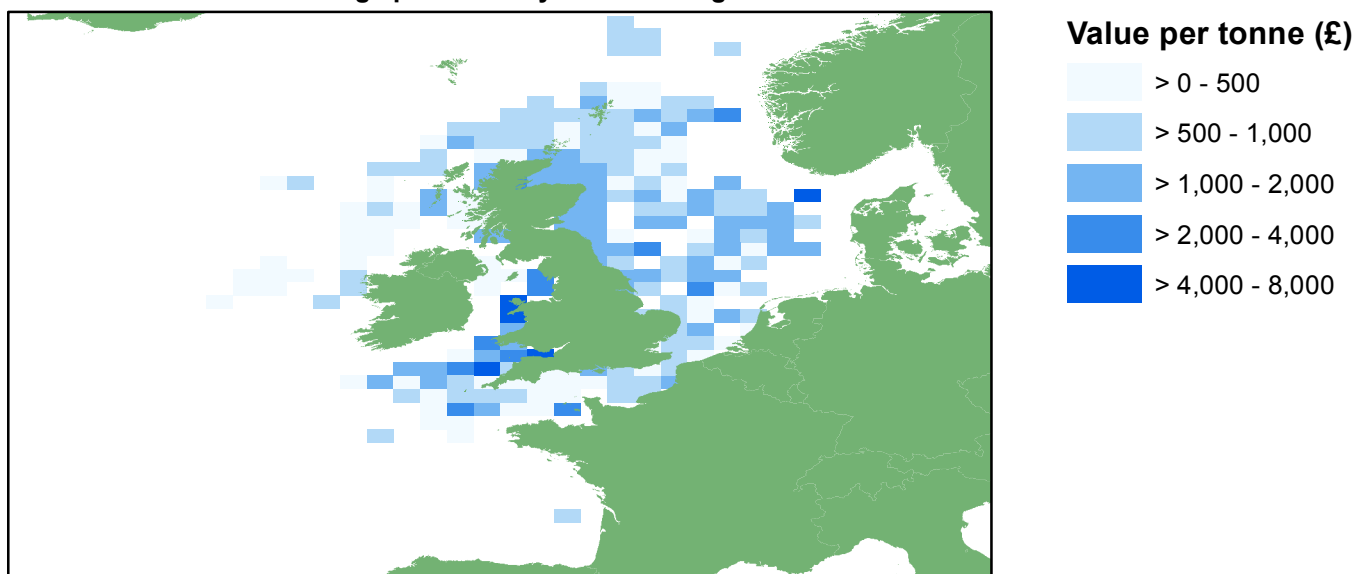 Value per tonne (£)
> 0 - 500
> 500 - 1,000
> 1,000 - 2,000
> 2,000 - 4,000
> 4,000 - 8,000